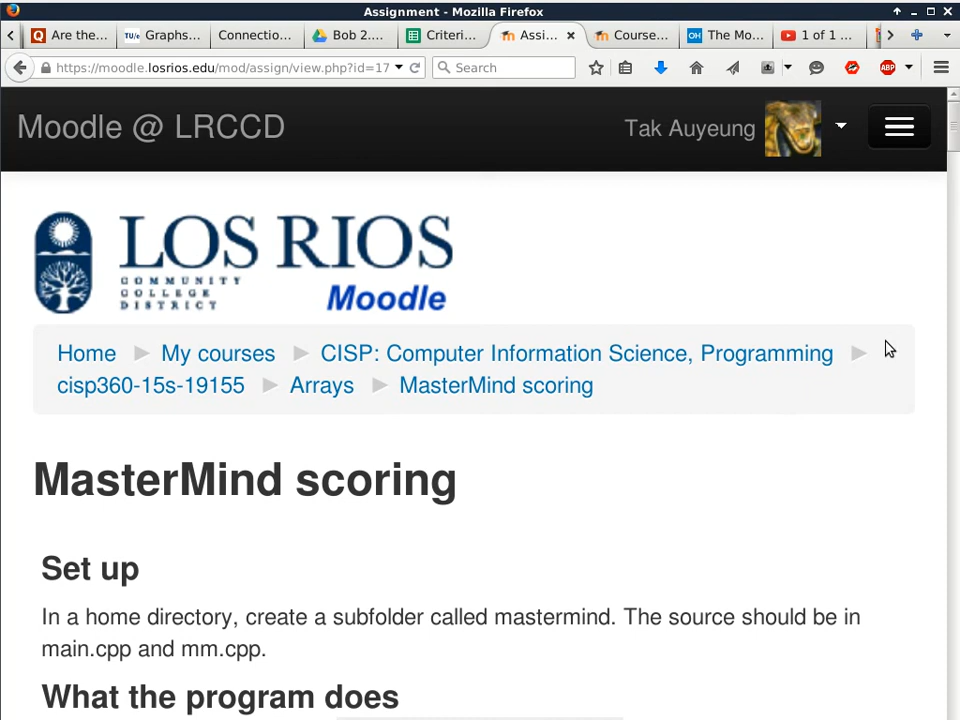 Assignment - Mozilla Firefox
Are the...
TU/e Graphs...
Connectio...
Bob 2....
Criteri...
Assi...
Course...
OH The Mo...
1 of 1 ...
https://moodle.losrios.edu/mod/assign/view.php?id=17
Search
ABP
Moodle @ LRCCD
Tak Auyeung
LOS RIOS
COMMUNITY
COLLEGE
DISTRICT
Moodle
Home My courses CISP: Computer Information Science, Programming
cisp360-15s-19155 Arrays MasterMind scoring
MasterMind scoring
Set up
In a home directory, create a subfolder called mastermind. The source should be in
main.cpp and mm.cpp.
What the program does